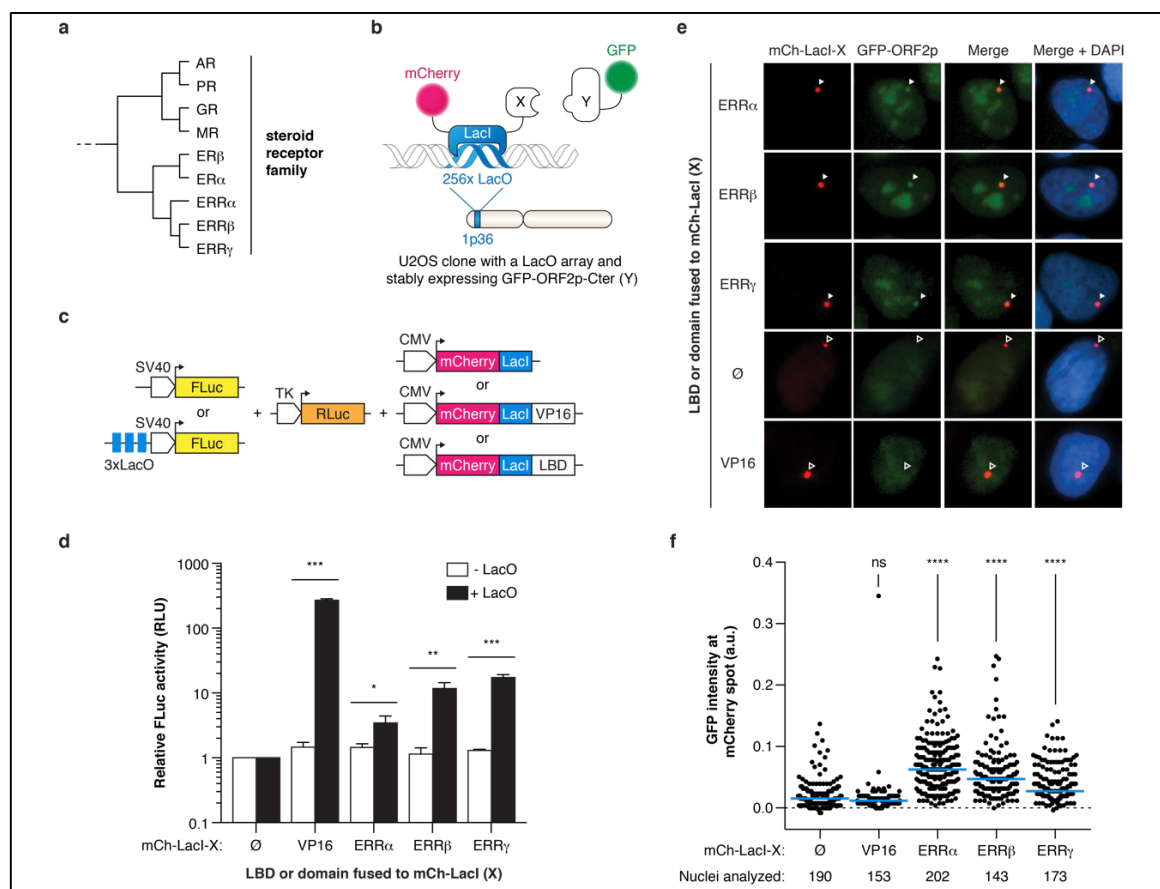 a
AR
PR
GR
MR
ERβ
ERα
ERRα
ERRβ
ERRγ
steroid
receptor
family
b
mCherry
GFP
X
Y
LacI
256x LacO
1p36
U2OS clone with a LacO array and
stably expressing GFP-ORF2p-Cter (Y)
c
SV40
FLuc
or
SV40
FLuc
3xLacO
+
TK
RLuc
+
CMV
mCherry LacI
or
CMV
mCherry LacI VP16
or
CMV
mCherry LacI LBD
d
Relative FLuc activity (RLU)
1000
100
10
1
0.1
***
*
**
***
- LacO
+ LacO
mCh-LacI-X: Ø VP16 ERRα ERRβ ERRγ
LBD or domain fused to mCh-LacI (X)
e
mCh-LacI-X GFP-ORF2p Merge Merge + DAPI
LBD or domain fused to mCh-LacI (X)
ERRα
ERRβ
ERRγ
Ø
VP16
f
GFP intensity at
mCherry spot (a.u.)
0.4
0.3
0.2
0.1
0.0
ns **** **** ****
mCh-LacI-X: Ø VP16 ERRα ERRβ ERRγ
Nuclei analyzed: 190 153 202 143 173